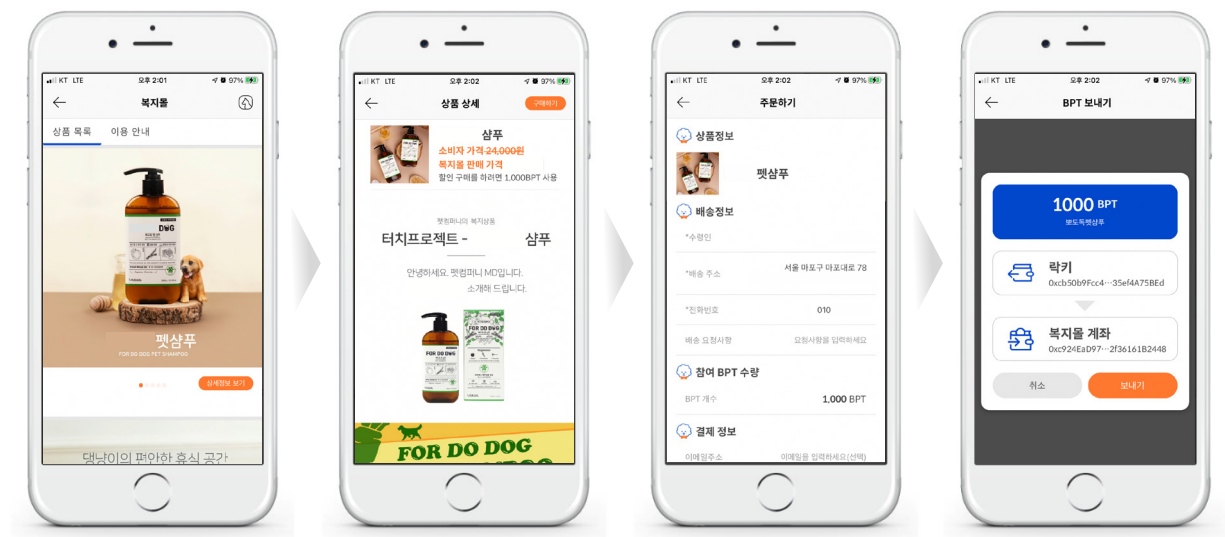 KT LTE
오후 2:01
97%
복지몰
상품 목록
이용 안내
DOG
펫샴푸
FOR DO DOG PET SHAMPOO
상세정보 보기
댕냥이의 편안한 휴식 공간
KT LTE
오후 2:02
97%
상품 상세
구매하기
샴푸
소비자 가격 24,000원
복지몰 판매 가격
할인 구매를 하려면 1,000BPT 사용
펫컴퍼니의 복지상품
터치프로젝트 - 샴푸
안녕하세요. 펫컴퍼니 MD입니다.
소개해 드립니다.
FOR DO DOG
FOR DO DOG
FOR DO DOG
KT LTE
오후 2:02
97%
주문하기
상품정보
펫샴푸
배송정보
*수령인
*배송 주소
서울 마포구 마포대로 78
*전화번호
010
배송 요청사항
요청사항을 입력하세요
참여 BPT 수량
BPT 개수
1,000 BPT
결제 정보
이메일주소
이메일을 입력하세요(선택)
KT LTE
오후 2:02
97%
BPT 보내기
1000 BPT
뽀도독펫샴푸
락키
0xcb50b9Fcc4···35ef4A75BEd
복지몰 계좌
0xc924EaD97···2f36161B2448
취소
보내기